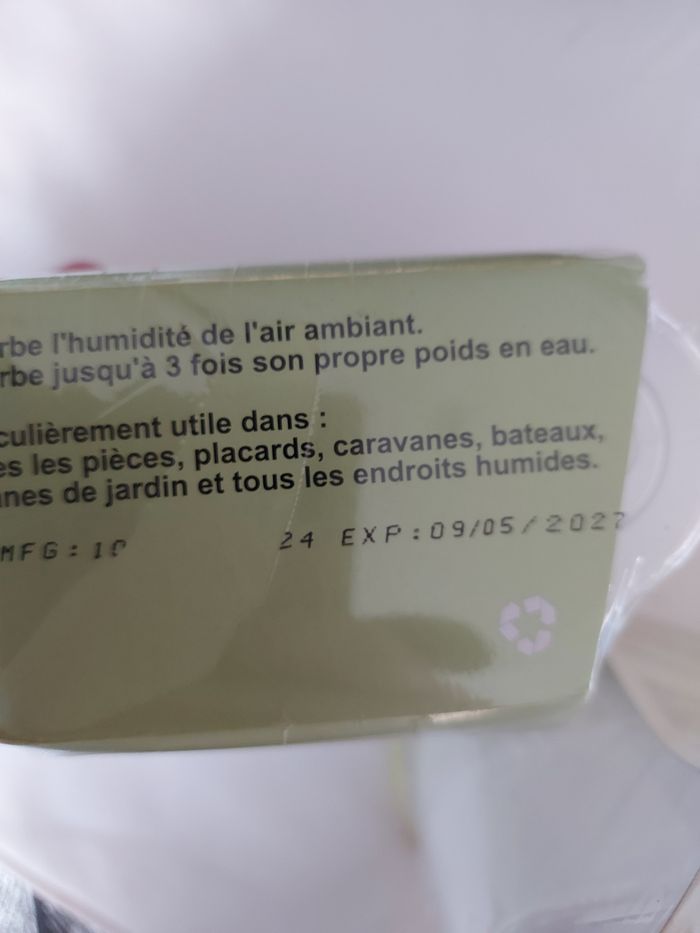 rbe l'humidité de l'air ambiant.
rbe jusqu'à 3 fois son propre poids en eau.
culièrement utile dans :
es les pièces, placards, caravanes, bateaux,
nes de jardin et tous les endroits humides.
MFG: 24 EXP:09/05/2027